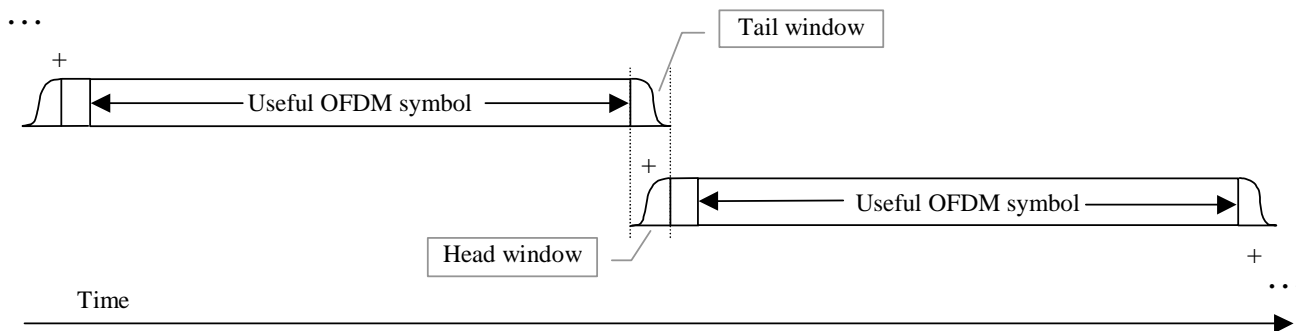 ...
Tail window
+
Useful OFDM symbol
+
Useful OFDM symbol
Head window
+
..
Time